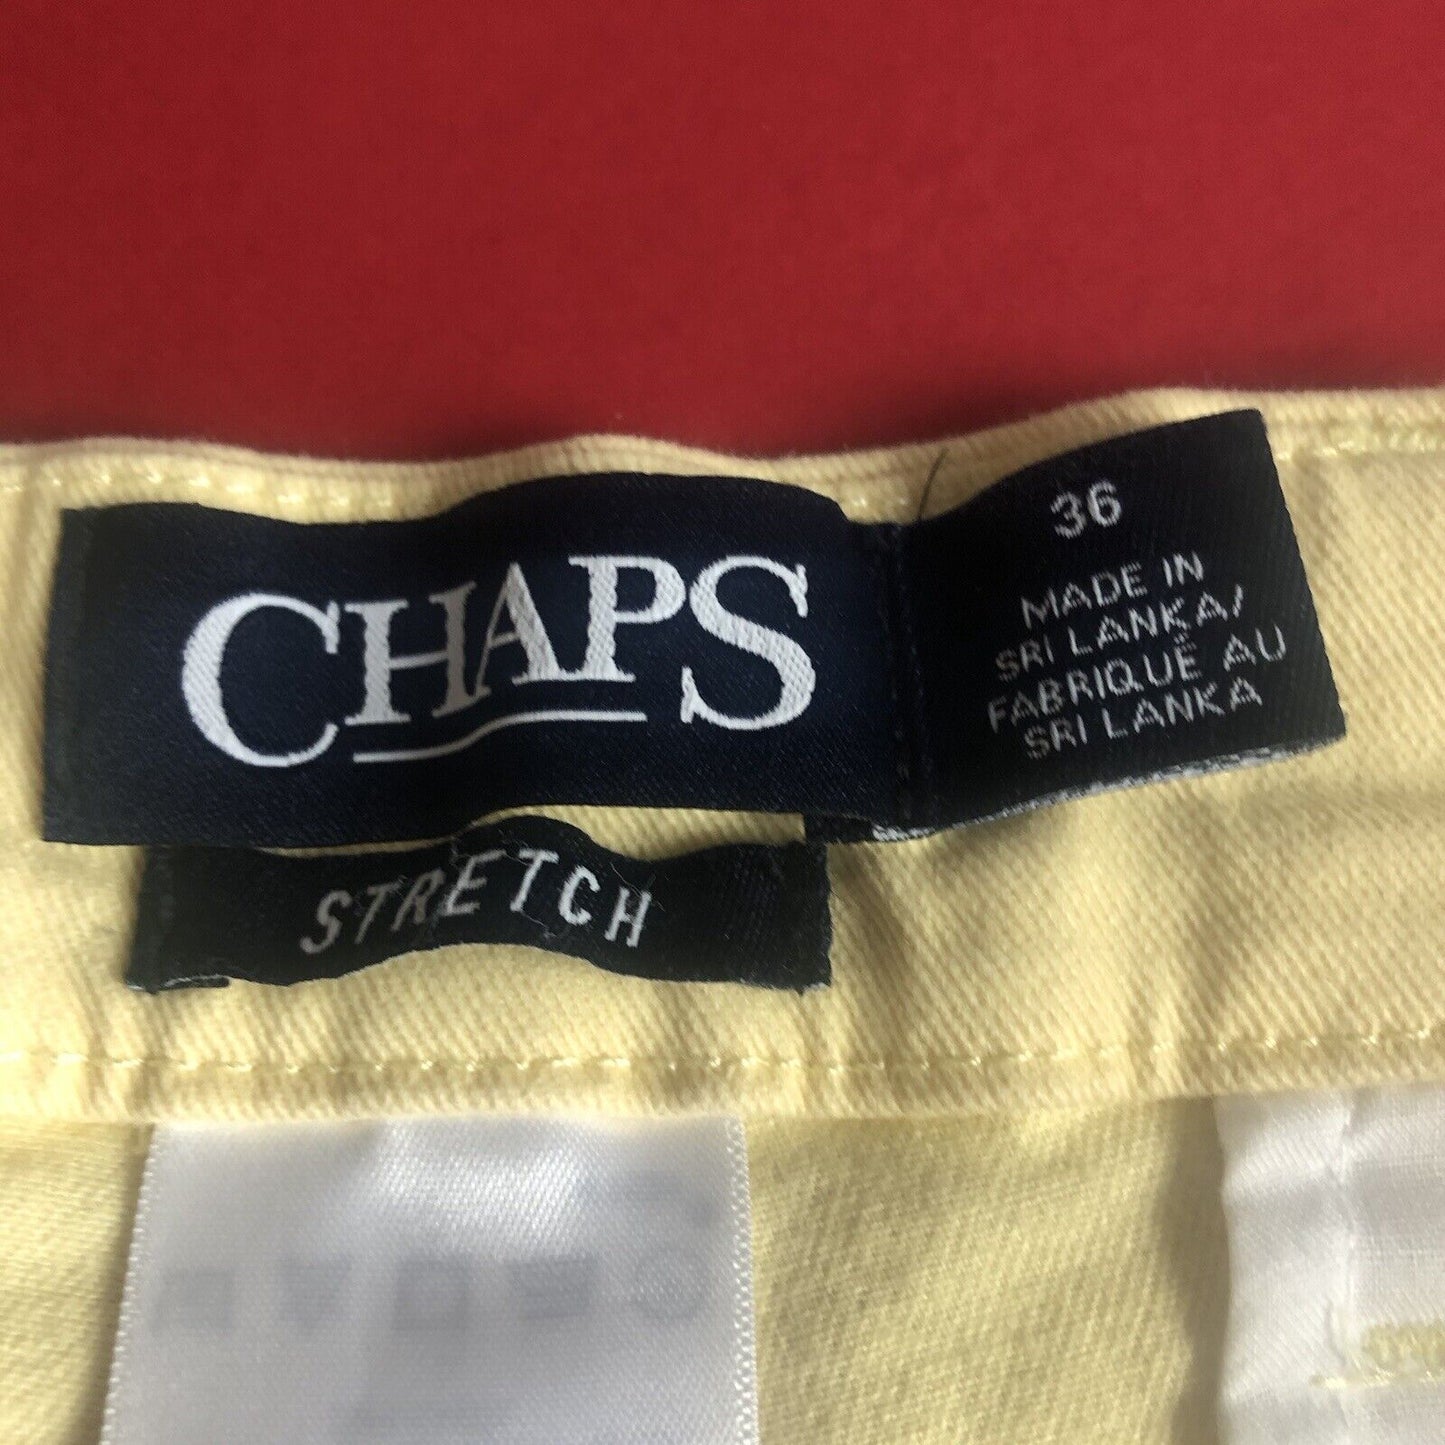 CHAPS
STRETCH
36
MADE IN
SRI LANKA/
FABRIQUÉ AU
SRI LANKA